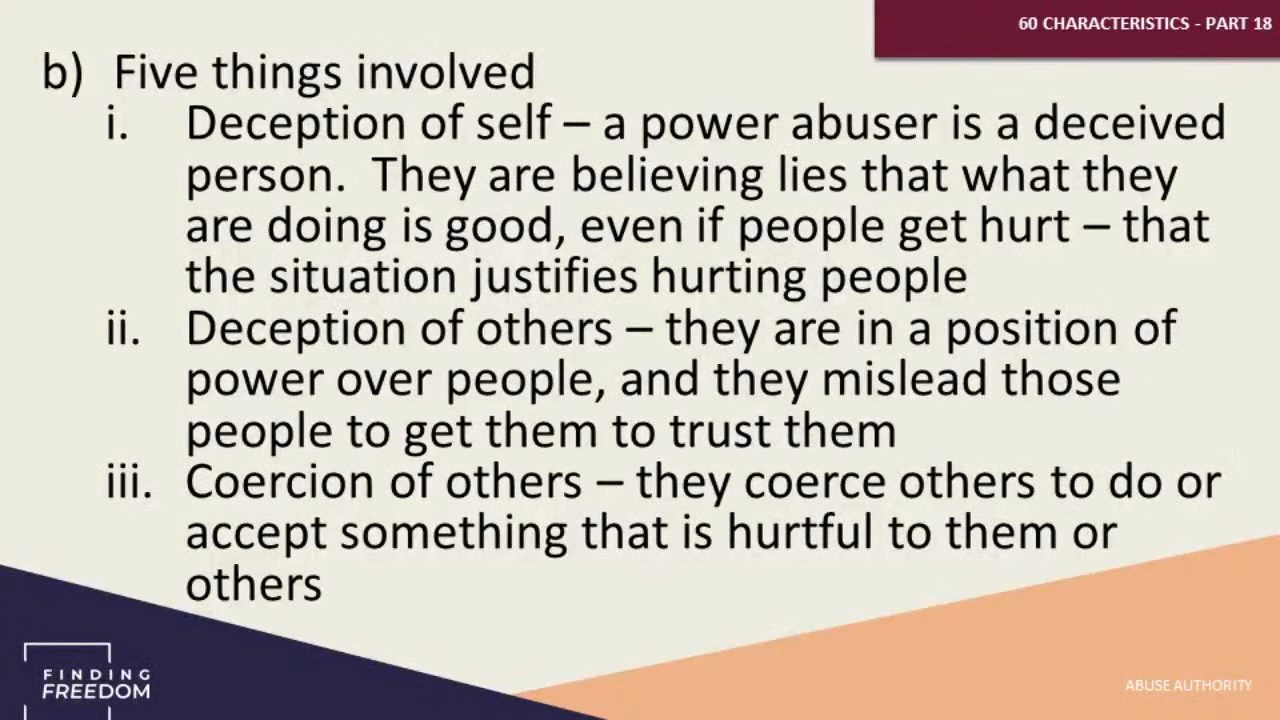 60 CHARACTERISTICS - PART 18
b) Five things involved
i. Deception of self – a power abuser is a deceived
person. They are believing lies that what they
are doing is good, even if people get hurt – that
the situation justifies hurting people
ii. Deception of others – they are in a position of
power over people, and they mislead those
people to get them to trust them
iii. Coercion of others – they coerce others to do or
accept something that is hurtful to them or
others
FINDING
FREEDOM
ABUSE AUTHORITY